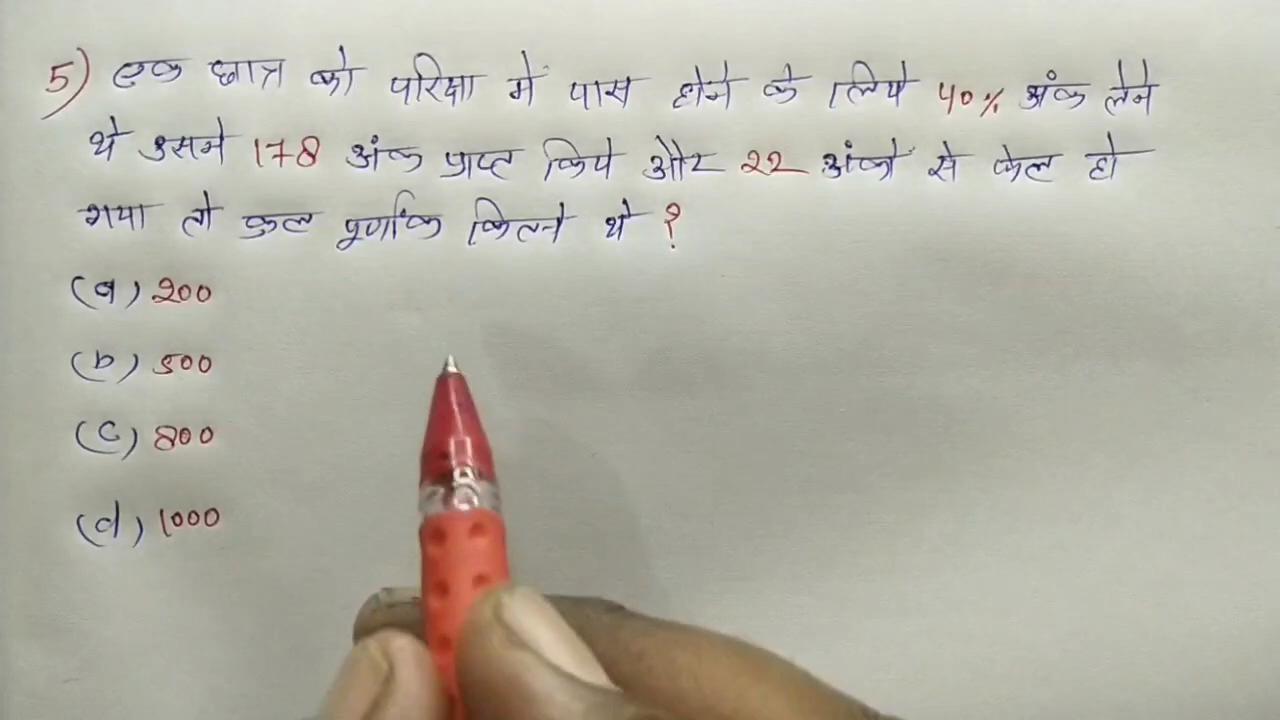 5) एक छात्र को परिक्षा में पास होने के लिये 40% अंक लेने
थे उसने 178 अंक प्राप्त किये और 22 अंको से फेल हो
गया तो कुल पूर्णांक कितने थे ?
(a) 200
(b) 500
(c) 800
(d) 1000